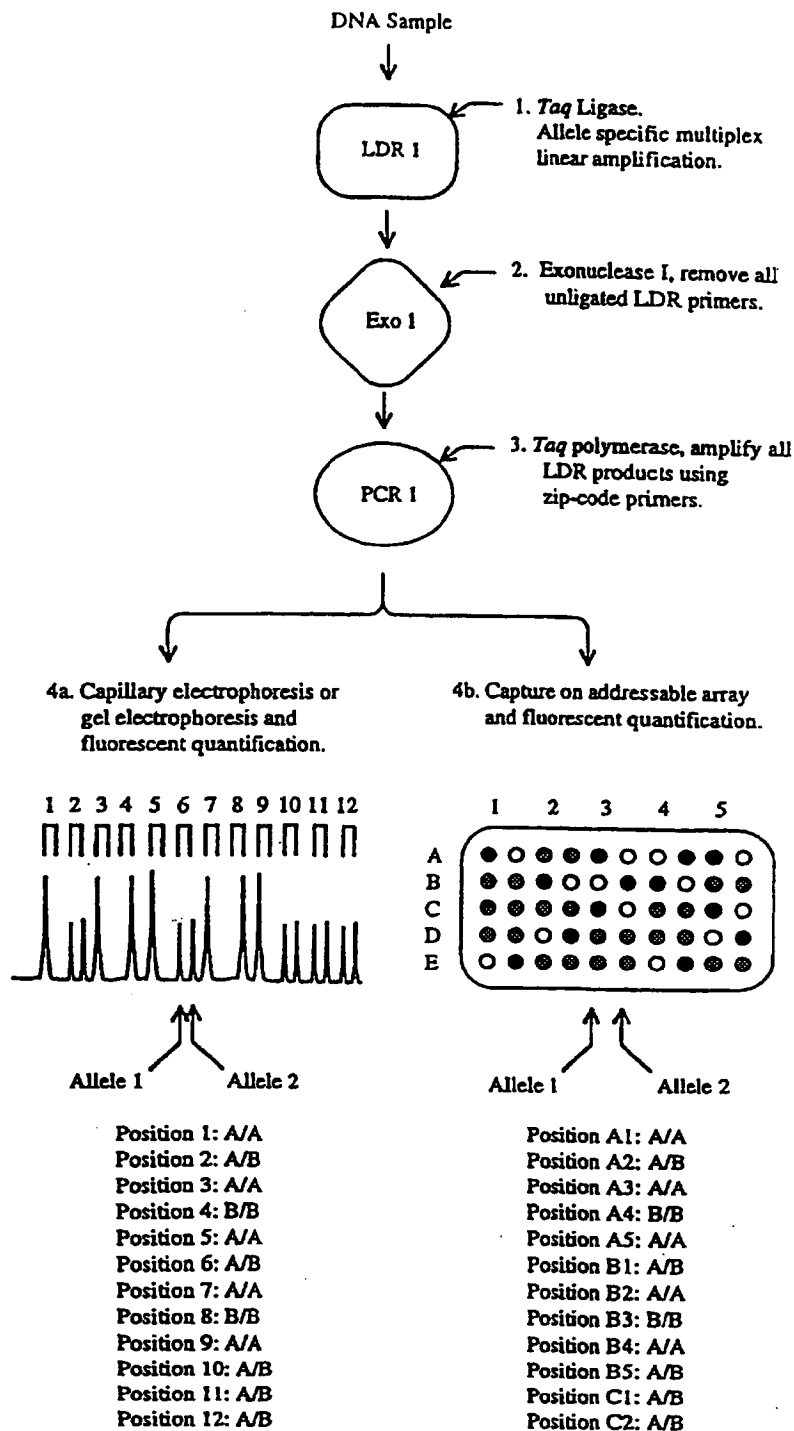 DNA Sample
LDR 1
1. Taq Ligase.
Allele specific multiplex
linear amplification.
Exo 1
2. Exonuclease I, remove all
unligated LDR primers.
PCR 1
3. Taq polymerase, amplify all
LDR products using
zip-code primers.
4a. Capillary electrophoresis or
gel electrophoresis and
fluorescent quantification.
1 2 3 4 5 6 7 8 9 10 11 12
Allele 1 Allele 2
Position 1: A/A
Position 2: A/B
Position 3: A/A
Position 4: B/B
Position 5: A/A
Position 6: A/B
Position 7: A/A
Position 8: B/B
Position 9: A/A
Position 10: A/B
Position 11: A/B
Position 12: A/B
4b. Capture on addressable array
and fluorescent quantification.
1 2 3 4 5
A
B
C
D
E
Allele 1 Allele 2
Position A1: A/A
Position A2: A/B
Position A3: A/A
Position A4: B/B
Position A5: A/A
Position B1: A/B
Position B2: A/A
Position B3: B/B
Position B4: A/A
Position B5: A/B
Position C1: A/B
Position C2: A/B